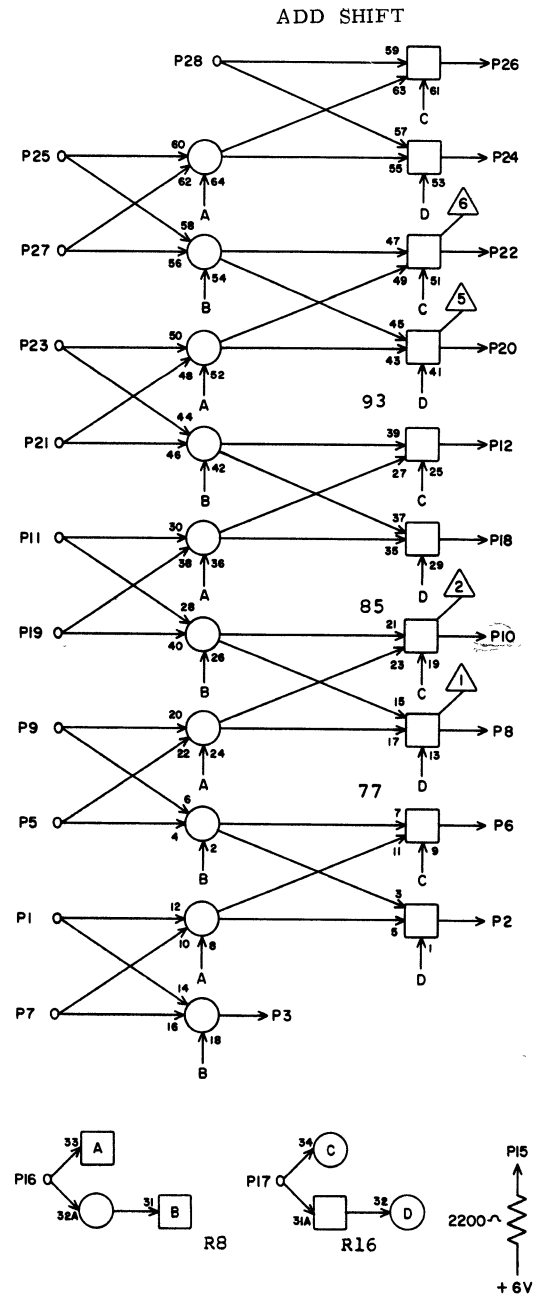 ADD SHIFT
P28 59 P26
63 61
C
57
60
P25 55 P24
62 64 53
A D
6
58
P27 47 P22
56 54 49 51
B C
5
50 45
P23 43 P20
48 52 41
A D
93
44
P21 39 P12
46 42 27 25
B C
30 37
P11 35 P18
38 36 29
A D
85
2
28
P19 21 P10
40 26 23 19
B C
1
20 15
P9 17 P8
22 24 13
A D
77
6
P5 7 P6
4 2 11 9
B C
12 3
P1 5 P2
10 8 1
A D
14
P7 P3
16 18
B
33 A 34 C P15
P16 P17
32A 31 B 31A 32 D 2200
R8 R16
+6V